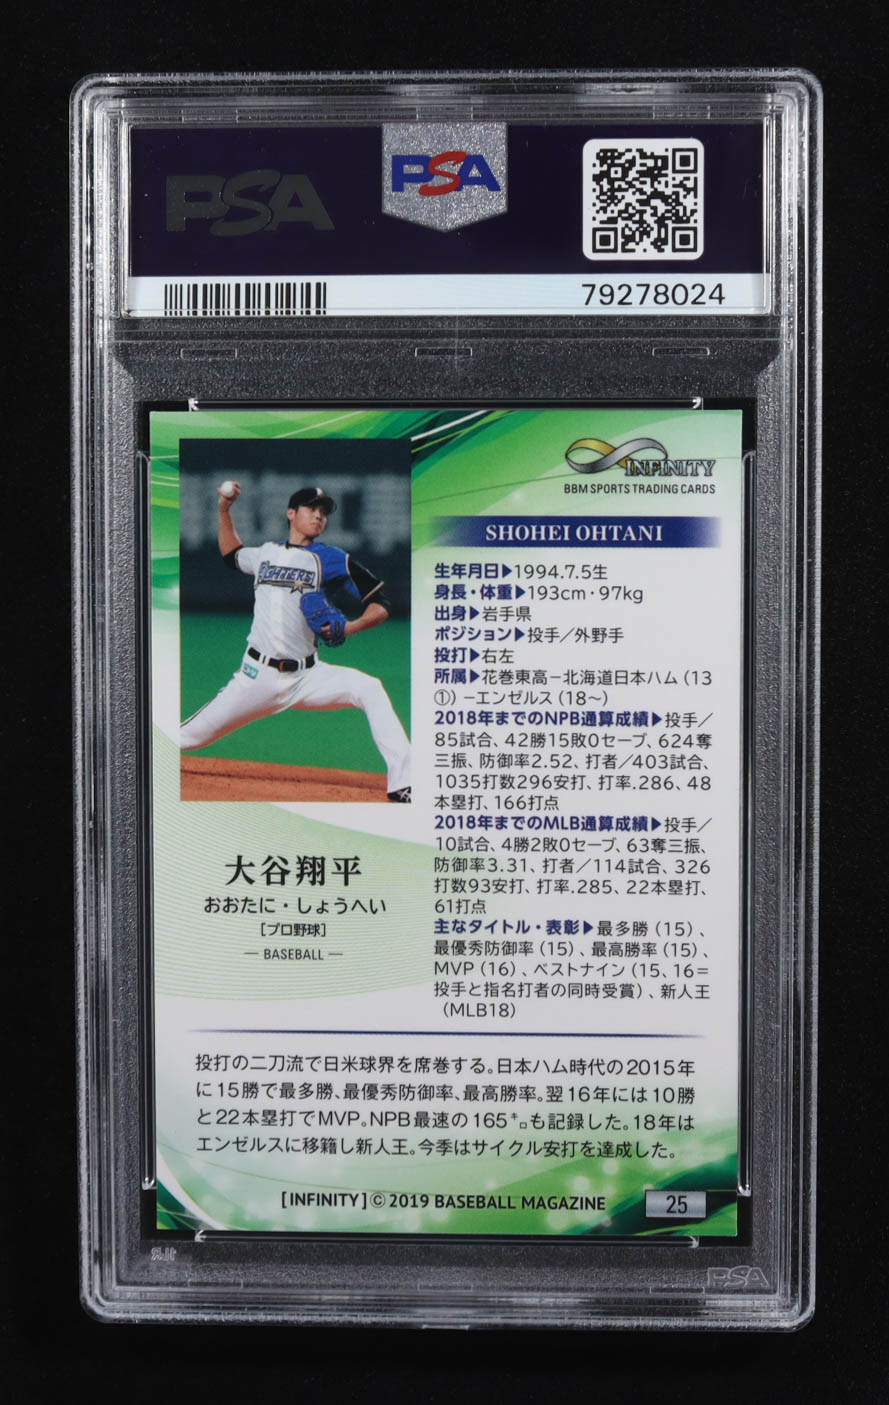 PSA
PSA
79278024
INFINITY
BBM SPORTS TRADING CARDS
SHOHEI OHTANI
FIGHTERS
生年月日▶1994.7.5生
身長・体重▶193cm・97kg
出身▶岩手県
ポジション▶投手／外野手
投打▶右左
所属▶花巻東高－北海道日本ハム（13
①）－エンゼルス（18～）
2018年までのNPB通算成績▶投手／
85試合、42勝15敗0セーブ、624奪
三振、防御率2.52、打者／403試合、
1035打数296安打、打率.286、48
本塁打、166打点
2018年までのMLB通算成績▶投手／
10試合、4勝2敗0セーブ、63奪三振、
防御率3.31、打者／114試合、326
打数93安打、打率.285、22本塁打、
61打点
主なタイトル・表彰▶最多勝（15）、
最優秀防御率（15）、最高勝率（15）、
MVP（16）、ベストナイン（15、16＝
投手と指名打者の同時受賞）、新人王
（MLB18）
大谷翔平
おおたに・しょうへい
［プロ野球］
— BASEBALL —
投打の二刀流で日米球界を席巻する。日本ハム時代の2015年
に15勝で最多勝、最優秀防御率、最高勝率。翌16年には10勝
と22本塁打でMVP。NPB最速の165㌔も記録した。18年は
エンゼルスに移籍し新人王。今季はサイクル安打を達成した。
［INFINITY］© 2019 BASEBALL MAGAZINE
25
PSA